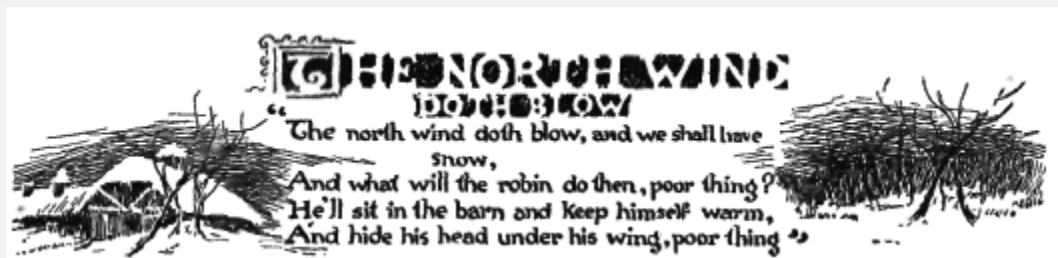 THE NORTH WIND
DOTH BLOW
“The north wind doth blow, and we shall have
snow,
And what will the robin do then, poor thing?
He'll sit in the barn and keep himself warm,
And hide his head under his wing, poor thing”